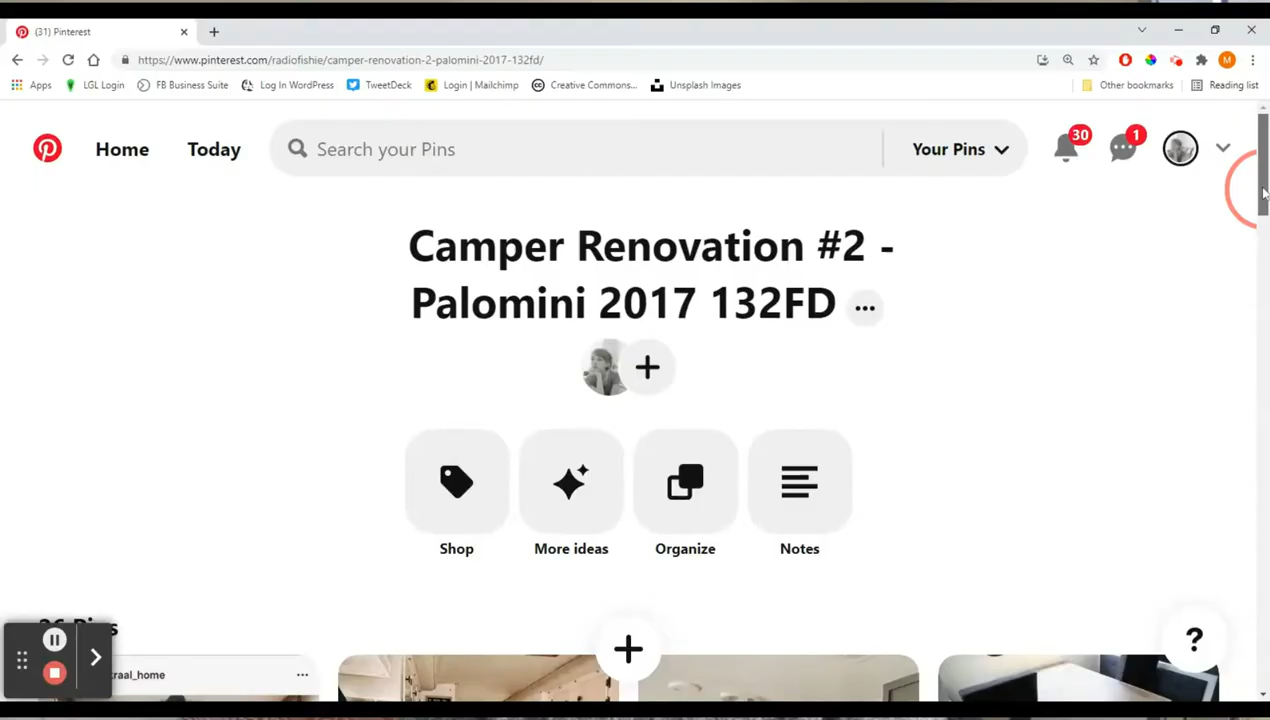 (31) Pinterest
https://www.pinterest.com/radiofishie/camper-renovation-2-palomini-2017-132fd/
M
Apps LGL Login FB Business Suite Log In WordPress TweetDeck Login | Mailchimp Creative Commons... Unsplash Images Other bookmarks Reading list
Home Today Search your Pins Your Pins 30 1
Camper Renovation #2 -
Palomini 2017 132FD ...
Shop More ideas Organize Notes
Pins
raal_home ...
?